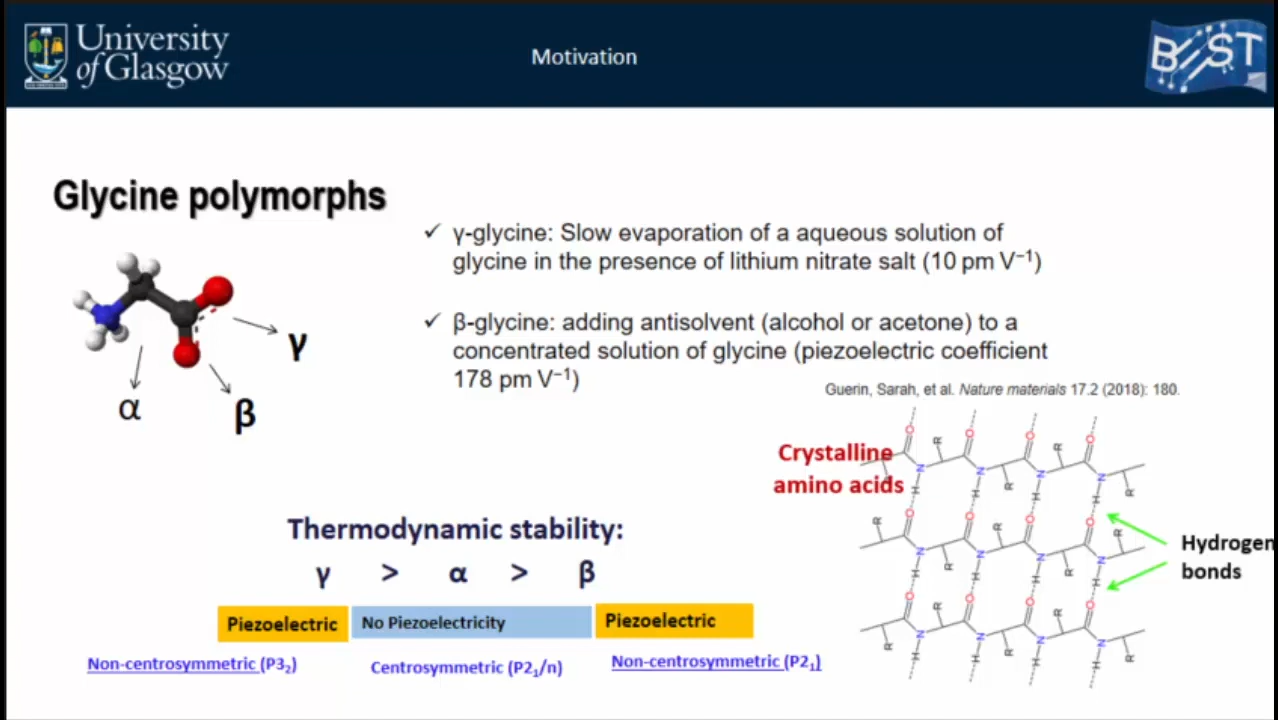 University
of Glasgow
Motivation
BEST
Glycine polymorphs
✓ γ-glycine: Slow evaporation of a aqueous solution of
glycine in the presence of lithium nitrate salt (10 pm V⁻¹)
✓ β-glycine: adding antisolvent (alcohol or acetone) to a
concentrated solution of glycine (piezoelectric coefficient
178 pm V⁻¹)
Guerin, Sarah, et al. Nature materials 17.2 (2018): 180.
γ
α
β
Crystalline
amino acids
Hydrogen
bonds
Thermodynamic stability:
γ > α > β
Piezoelectric
No Piezoelectricity
Piezoelectric
Non-centrosymmetric (P3₂)
Centrosymmetric (P2₁/n)
Non-centrosymmetric (P2₁)